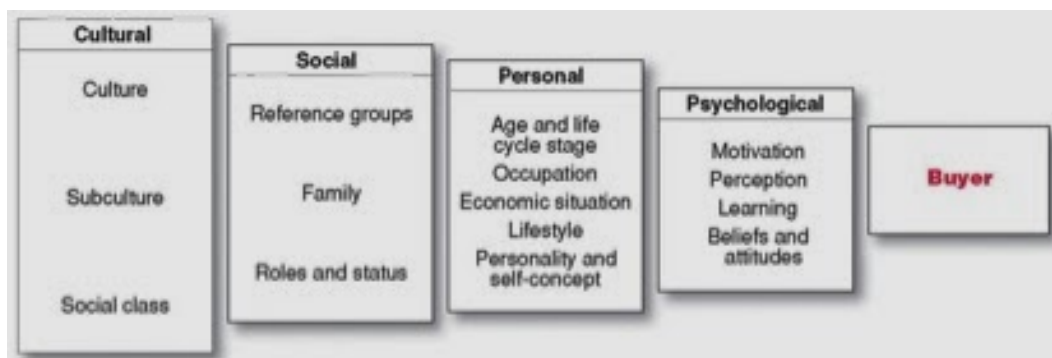 Cultural
Culture
Subculture
Social class
Social
Reference groups
Family
Roles and status
Personal
Age and life
cycle stage
Occupation
Economic situation
Lifestyle
Personality and
self-concept
Psychological
Motivation
Perception
Learning
Beliefs and
attitudes
Buyer